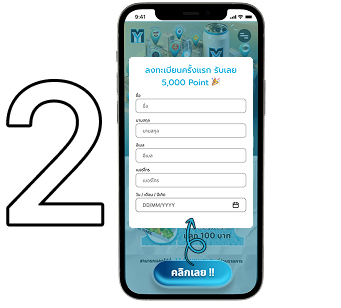 2
9:41
ลงทะเบียนครั้งแรก รับเลย
5,000 Point 🎉
ชื่อ
ชื่อ
นามสกุล
นามสกุล
อีเมล
อีเมล
เบอร์โทร
เบอร์โทร
วัน / เดือน / ปีเกิด
DD/MM/YYYY
100 บาท
คลิกเลย !!